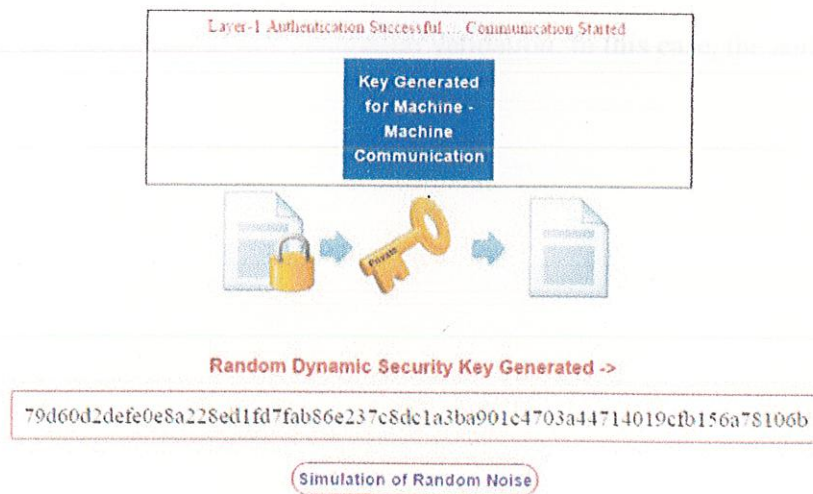 Layer-1 Authentication Successful ... Communication Started
Key Generated
for Machine -
Machine
Communication
Private
Random Dynamic Security Key Generated ->
79d60d2defe0e8a228ed1fd7fab86e237c8dc1a3ba901c4703a44714019cfb156a78106b
Simulation of Random Noise